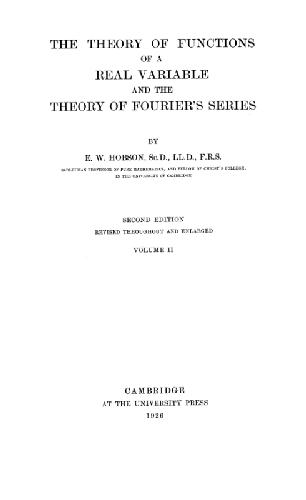 THE THEORY OF FUNCTIONS
OF A
REAL VARIABLE
AND THE
THEORY OF FOURIER'S SERIES
BY
E. W. HOBSON, Sc.D., LL.D., F.R.S.
SADLEIRIAN PROFESSOR OF PURE MATHEMATICS, AND FELLOW OF CHRIST'S COLLEGE,
IN THE UNIVERSITY OF CAMBRIDGE
SECOND EDITION
REVISED THROUGHOUT AND ENLARGED
VOLUME II
CAMBRIDGE
AT THE UNIVERSITY PRESS
1926